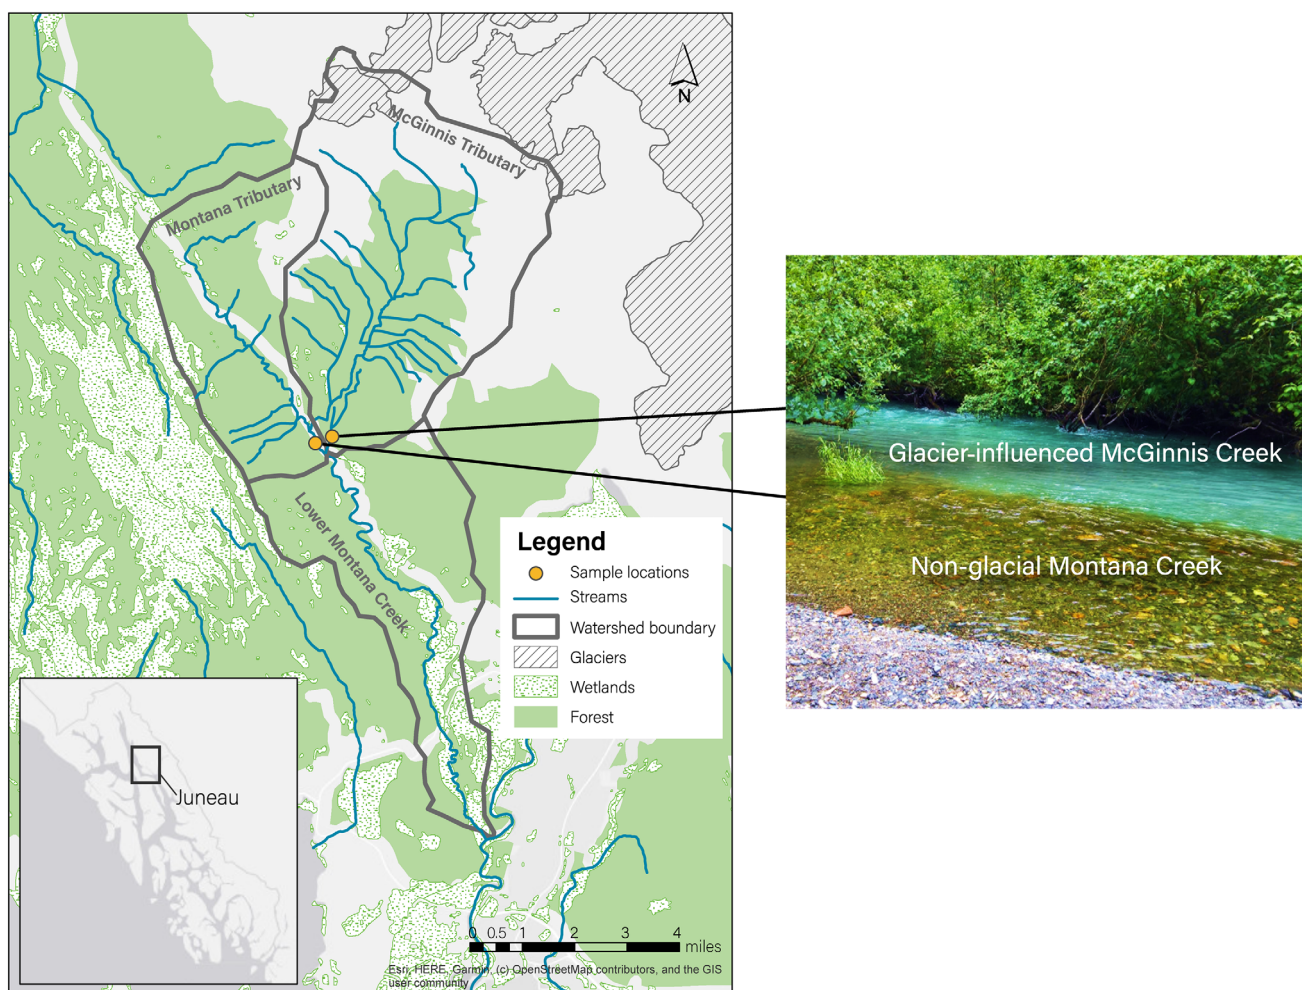 N
McGinnis Tributary
Montana Tributary
Lower Montana Creek
Glacier-influenced McGinnis Creek
Non-glacial Montana Creek
Legend
Sample locations
Streams
Watershed boundary
Glaciers
Wetlands
Forest
Juneau
0 0.5 1 2 3 4
miles
Esri, HERE, Garmin, (c) OpenStreetMap contributors, and the GIS
user community